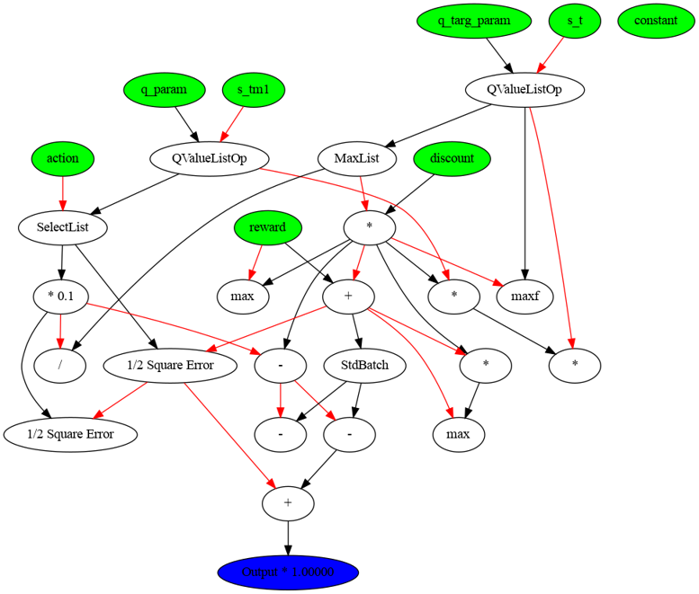 q_targ_param
s_t
constant
q_param
s_tm1
QValueListOp
action
QValueListOp
MaxList
discount
SelectList
reward
*
* 0.1
max
+
*
maxf
/
1/2 Square Error
-
StdBatch
*
*
1/2 Square Error
-
-
max
+
Output * 1.00000